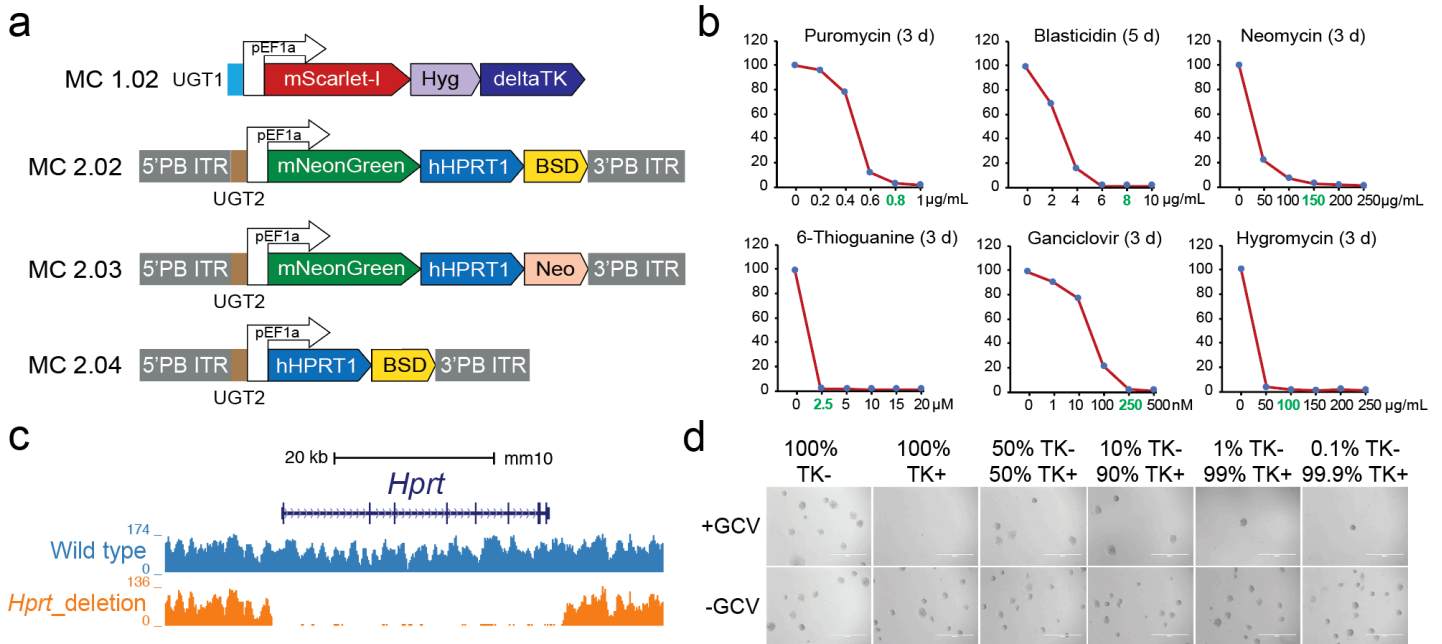 a
pEF1a
MC 1.02 UGT1 mScarlet-I Hyg deltaTK
pEF1a
MC 2.02 5'PB ITR mNeonGreen hHPRT1 BSD 3'PB ITR
UGT2
pEF1a
MC 2.03 5'PB ITR mNeonGreen hHPRT1 Neo 3'PB ITR
UGT2
pEF1a
MC 2.04 5'PB ITR hHPRT1 BSD 3'PB ITR
UGT2
b
Puromycin (3 d)
120
100
80
60
40
20
0
0 0.2 0.4 0.6 0.8 1 µg/mL
Blasticidin (5 d)
120
100
80
60
40
20
0
0 2 4 6 8 10 µg/mL
Neomycin (3 d)
120
100
80
60
40
20
0
0 50 100 150 200 250 µg/mL
6-Thioguanine (3 d)
120
100
80
60
40
20
0
0 2.5 5 10 15 20 µM
Ganciclovir (3 d)
120
100
80
60
40
20
0
0 1 10 100 250 500 nM
Hygromycin (3 d)
120
100
80
60
40
20
0
0 50 100 150 200 250 µg/mL
c
20 kb mm10
Hprt
174
Wild type
0
136
Hprt_deletion
0
d
100% TK-
100% TK+
50% TK- 50% TK+
10% TK- 90% TK+
1% TK- 99% TK+
0.1% TK- 99.9% TK+
+GCV
-GCV